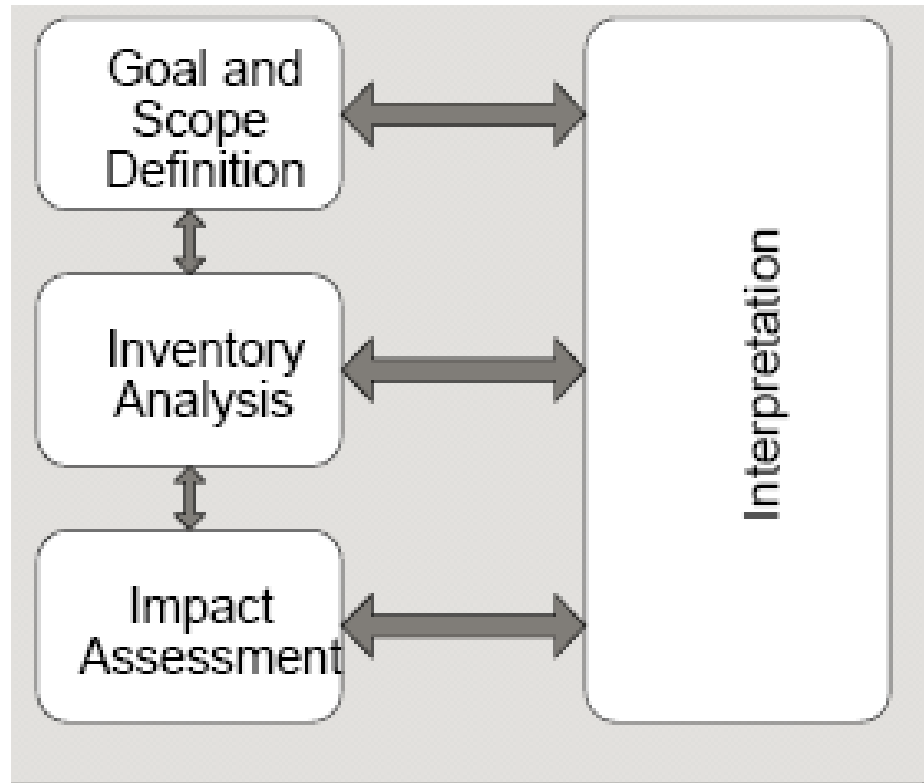 Goal and
Scope
Definition
Inventory
Analysis
Impact
Assessment
Interpretation